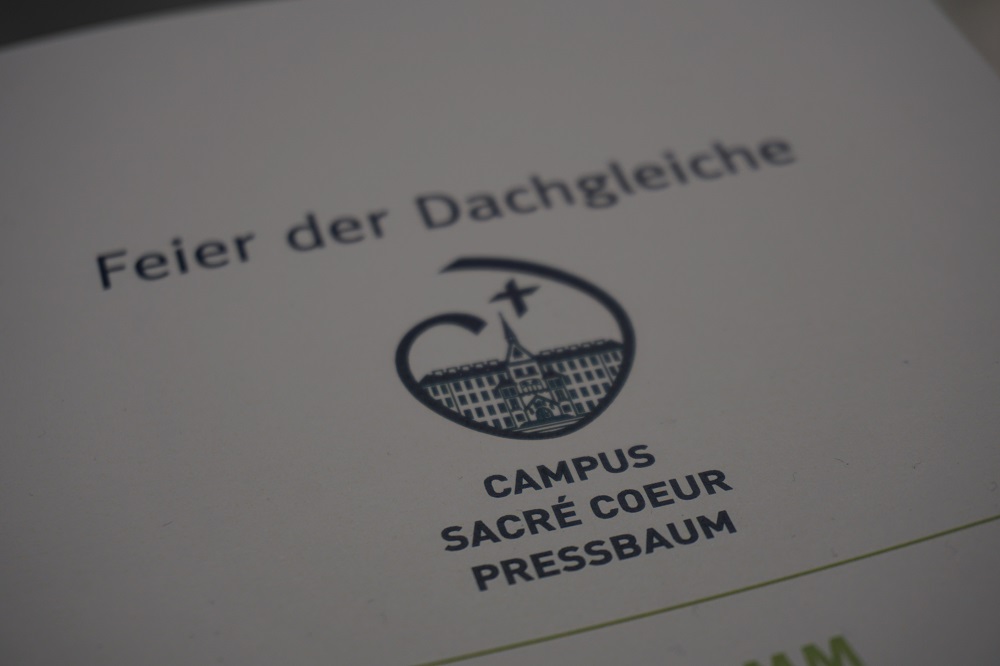 Feier der Dachgleiche
CAMPUS
SACRÉ COEUR
PRESSBAUM